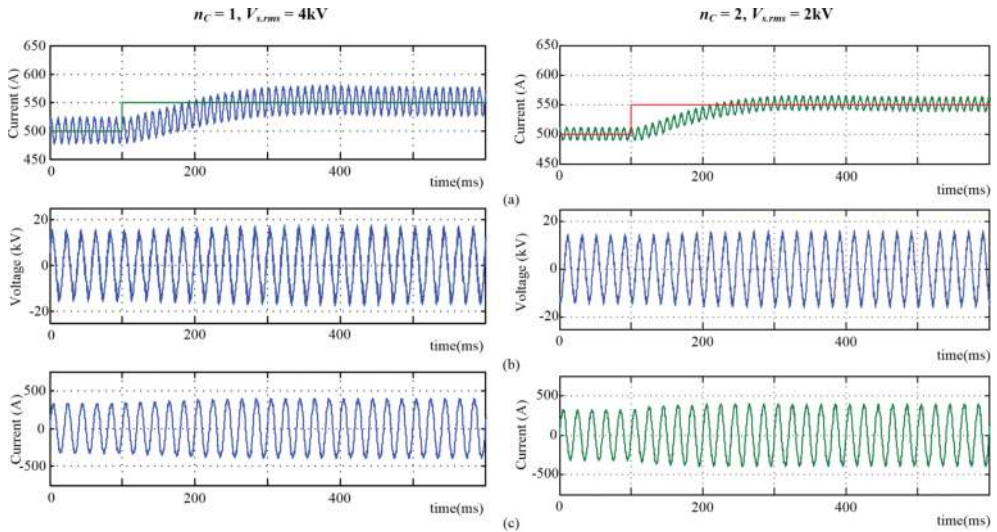 n_C = 1, V_s,rms = 4kV
n_C = 2, V_s,rms = 2kV
Current (A)
650
600
550
500
450
0
200
400
time(ms)
Current (A)
650
600
550
500
450
0
200
400
time(ms)
(a)
Voltage (kV)
20
0
-20
0
200
400
time(ms)
Voltage (kV)
20
0
-20
0
200
400
time(ms)
(b)
Current (A)
500
0
-500
0
200
400
time(ms)
Current (A)
500
0
-500
0
200
400
time(ms)
(c)